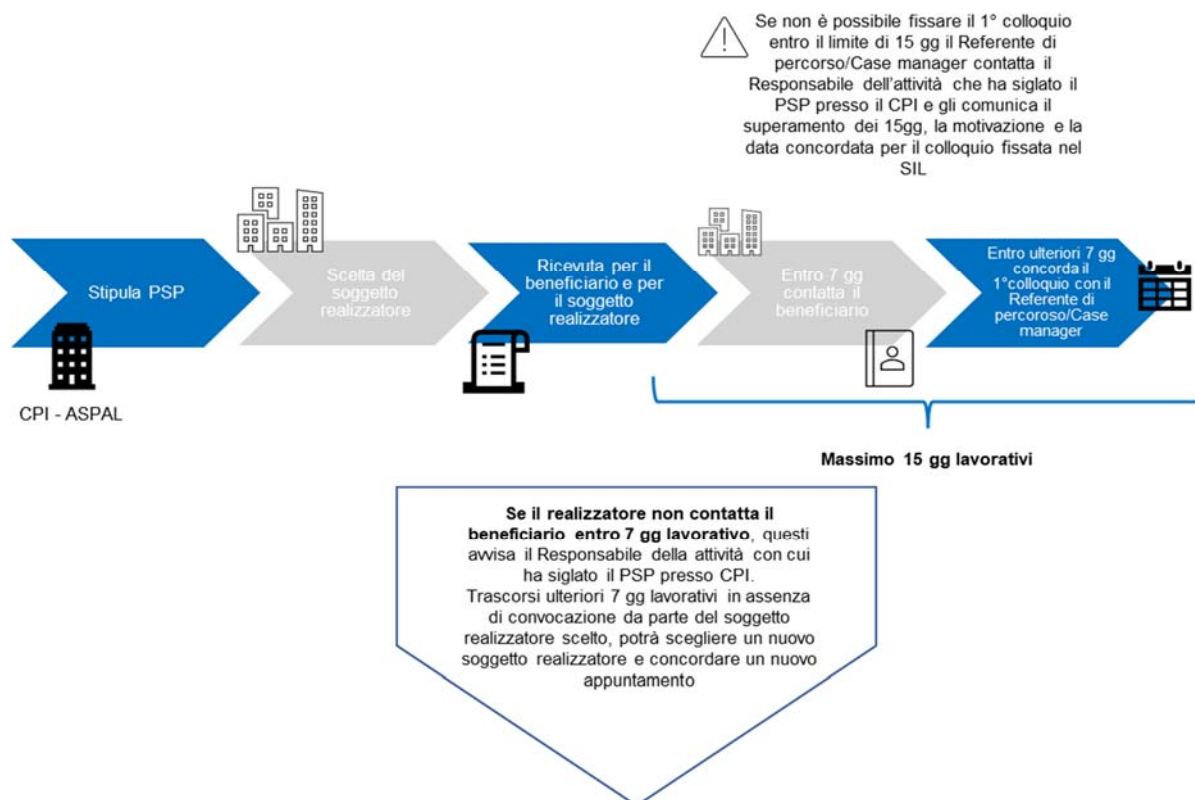 Se non è possibile fissare il 1° colloquio
entro il limite di 15 gg il Referente di
percorso/Case manager contatta il
Responsabile dell'attività che ha siglato il
PSP presso il CPI e gli comunica il
superamento dei 15gg, la motivazione e la
data concordata per il colloquio fissata nel
SIL
Stipula PSP
Scelta del
soggetto
realizzatore
Ricevuta per il
beneficiario e per
il soggetto
realizzatore
Entro 7 gg
contatta il
beneficiario
Entro ulteriori 7 gg
concorda il
1°colloquio con il
Referente di
percoroso/Case
manager
CPI - ASPAL
Massimo 15 gg lavorativi
Se il realizzatore non contatta il
beneficiario entro 7 gg lavorativo, questi
avvisa il Responsabile della attività con cui
ha siglato il PSP presso CPI.
Trascorsi ulteriori 7 gg lavorativi in assenza
di convocazione da parte del soggetto
realizzatore scelto, potrà scegliere un nuovo
soggetto realizzatore e concordare un nuovo
appuntamento